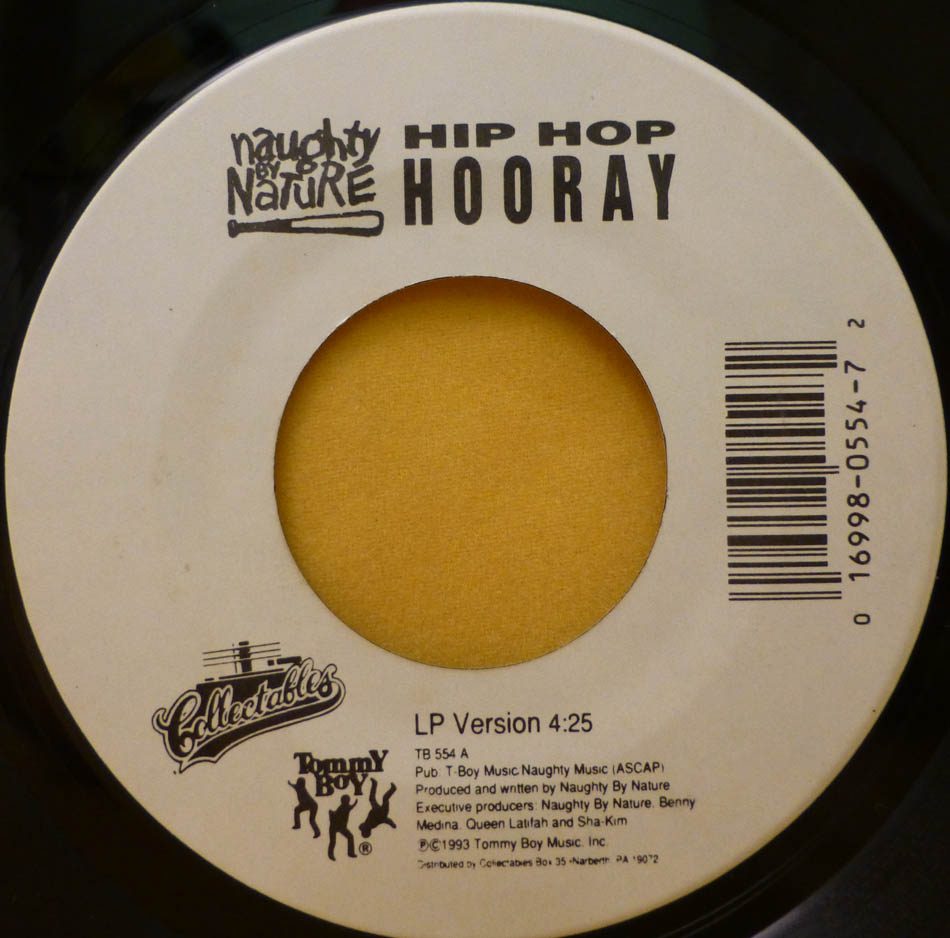 naughty
BY
NaTuRE
HIP HOP
HOORAY
0 16998-0554-7 2
Collectables
Tommy
Boy
®
LP Version 4:25
TB 554 A
Pub. T-Boy Music Naughty Music (ASCAP)
Produced and written by Naughty By Nature
Executive producers: Naughty By Nature, Benny
Medina, Queen Latifah and Sha-Kim
℗©1993 Tommy Boy Music, Inc.
Distributed by Collectables Box 35 •Narberth PA 19072